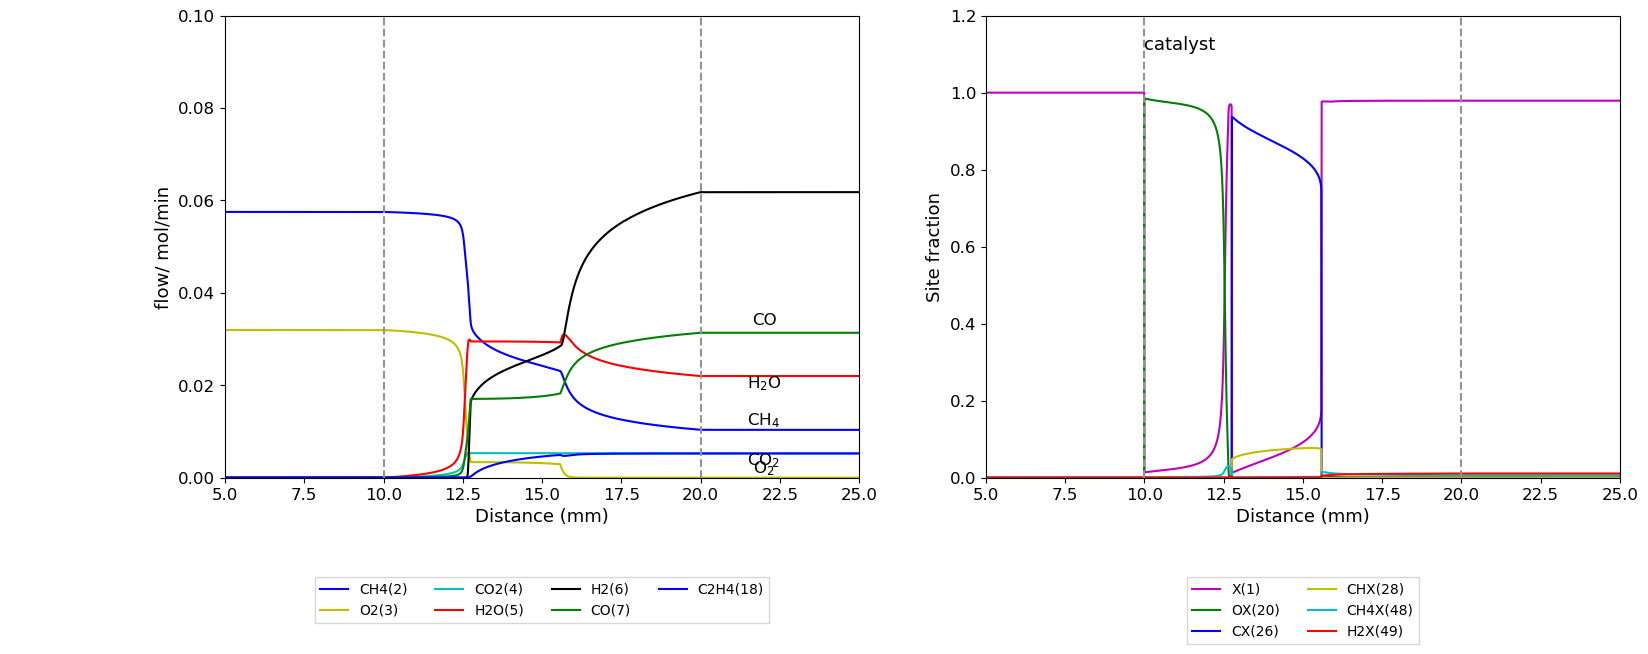 0.10
0.08
0.06
0.04
0.02
0.00
flow/ mol/min
CO
H2O
CH4
CO2
O2
5.0 7.5 10.0 12.5 15.0 17.5 20.0 22.5 25.0
Distance (mm)
CH4(2) CO2(4) H2(6) C2H4(18)
O2(3) H2O(5) CO(7)
1.2
1.0
0.8
0.6
0.4
0.2
0.0
Site fraction
catalyst
5.0 7.5 10.0 12.5 15.0 17.5 20.0 22.5 25.0
Distance (mm)
X(1) CHX(28)
OX(20) CH4X(48)
CX(26) H2X(49)